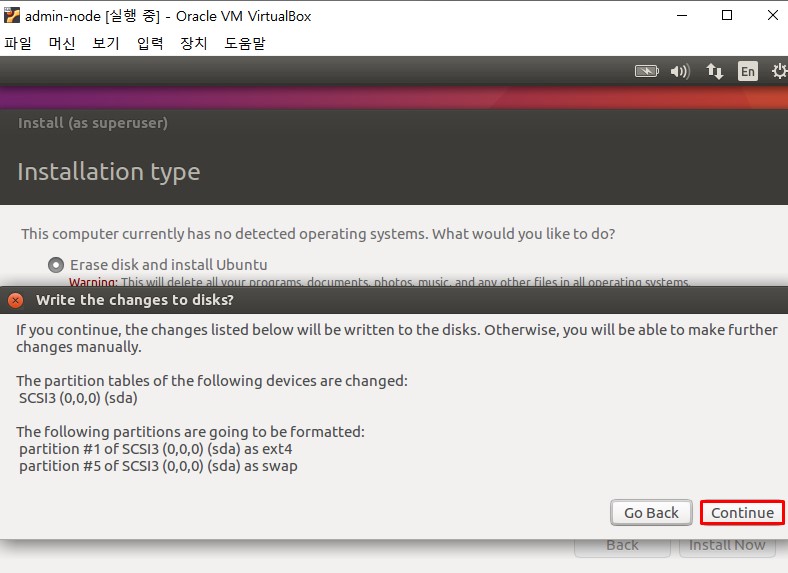 admin-node [실행 중] - Oracle VM VirtualBox
파일 머신 보기 입력 장치 도움말
En
Install (as superuser)
Installation type
This computer currently has no detected operating systems. What would you like to do?
Erase disk and install Ubuntu
Warning: This will delete all your programs, documents, photos, music, and any other files in all operating systems.
Write the changes to disks?
If you continue, the changes listed below will be written to the disks. Otherwise, you will be able to make further
changes manually.
The partition tables of the following devices are changed:
SCSI3 (0,0,0) (sda)
The following partitions are going to be formatted:
partition #1 of SCSI3 (0,0,0) (sda) as ext4
partition #5 of SCSI3 (0,0,0) (sda) as swap
Go Back Continue
Back Install Now